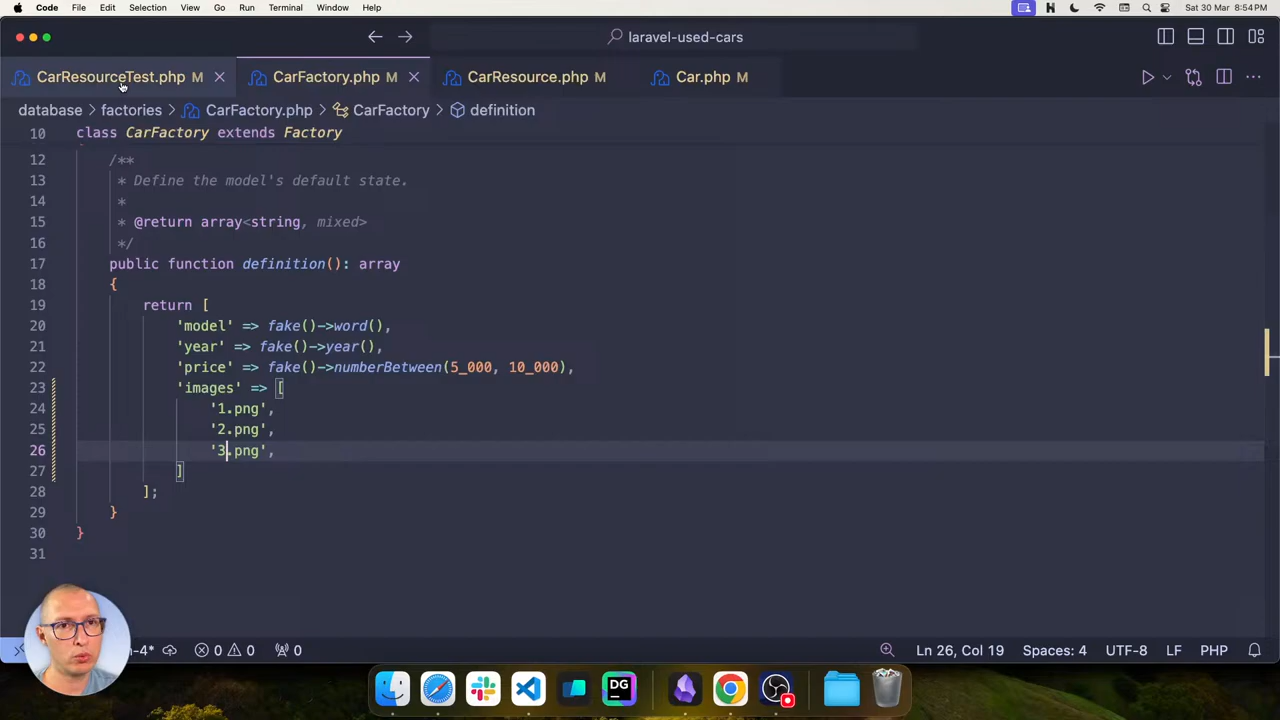 Code File Edit Selection View Go Run Terminal Window Help Sat 30 Mar 8:54PM
laravel-used-cars
CarResourceTest.php M CarFactory.php M CarResource.php M Car.php M
database > factories > CarFactory.php > CarFactory > definition
10 class CarFactory extends Factory
12 /**
13 * Define the model's default state.
14 *
15 * @return array<string, mixed>
16 */
17 public function definition(): array
18 {
19 return [
20 'model' => fake()->word(),
21 'year' => fake()->year(),
22 'price' => fake()->numberBetween(5_000, 10_000),
23 'images' => [
24 '1.png',
25 '2.png',
26 '3.png',
27 ]
28 ];
29 }
30 }
31
n-4* 0 0 0 Ln 26, Col 19 Spaces: 4 UTF-8 LF PHP
DG